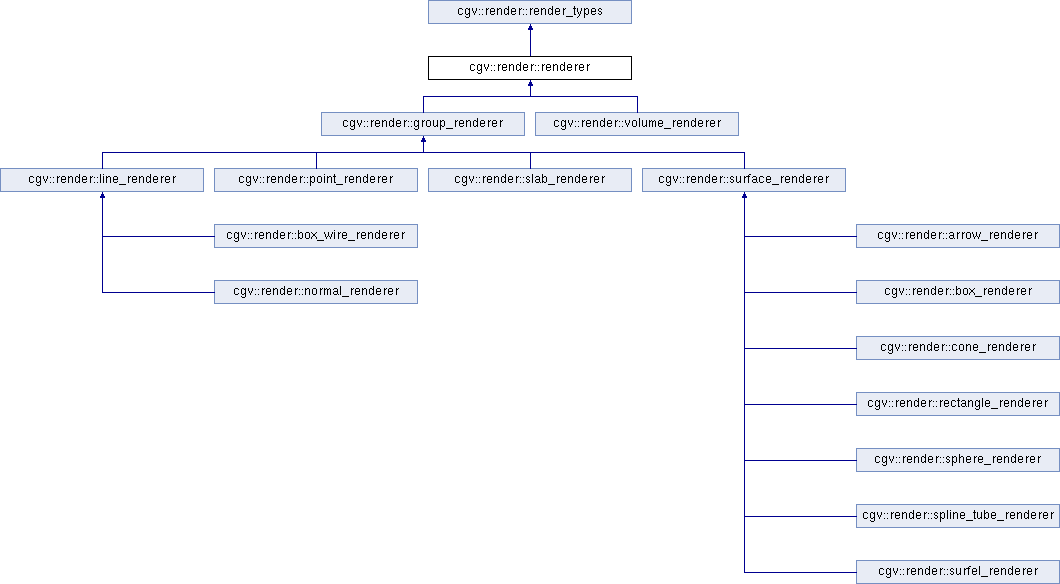 cgv::render::render_types
cgv::render::renderer
cgv::render::group_renderer
cgv::render::volume_renderer
cgv::render::line_renderer
cgv::render::point_renderer
cgv::render::slab_renderer
cgv::render::surface_renderer
cgv::render::box_wire_renderer
cgv::render::arrow_renderer
cgv::render::normal_renderer
cgv::render::box_renderer
cgv::render::cone_renderer
cgv::render::rectangle_renderer
cgv::render::sphere_renderer
cgv::render::spline_tube_renderer
cgv::render::surfel_renderer